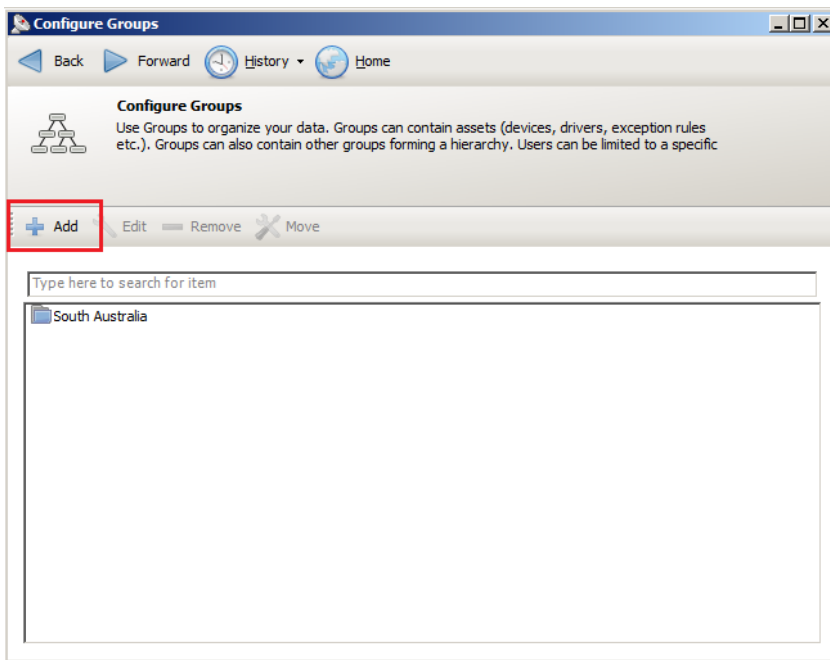 Configure Groups
Back Forward History Home
Configure Groups
Use Groups to organize your data. Groups can contain assets (devices, drivers, exception rules
etc.). Groups can also contain other groups forming a hierarchy. Users can be limited to a specific
Add Edit Remove Move
Type here to search for item
South Australia